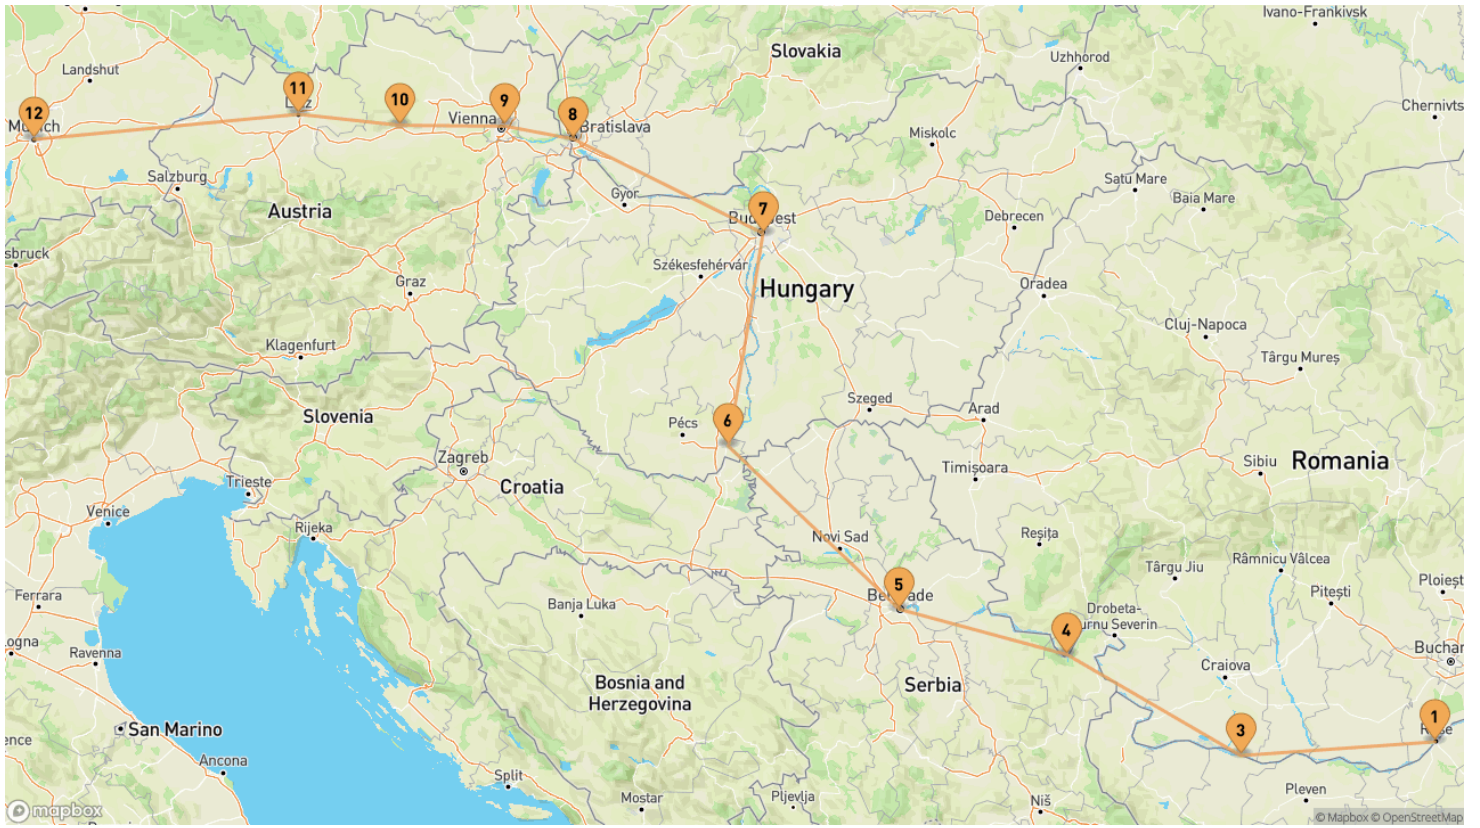 Ivano-Frankivsk
Slovakia
Uzhhorod
Landshut
11
10
9
12
8
Chernivts
Vienna
Bratislava
Miskolc
Salzburg
Satu Mare
Baia Mare
Gyor
Austria
7
Debrecen
sbruck
Székesfehérvár
Graz
Hungary
Oradea
Cluj-Napoca
Klagenfurt
Târgu Mureș
Szeged
Slovenia
Arad
6
Pécs
Zagreb
Timișoara
Sibiu
Romania
Trieste
Croatia
Venice
Rijeka
Novi Sad
Reșița
Râmnicu Vâlcea
Târgu Jiu
5
Ploieșt
Ferrara
Banja Luka
Pitești
Drobeta-
urnu Severin
4
ologna
Ravenna
Buchar
Craiova
Bosnia and
Herzegovina
Serbia
San Marino
3
1
ence
Ancona
Split
Mostar
Pljevlja
Niš
Pleven
mapbox
© Mapbox © OpenStreetMap